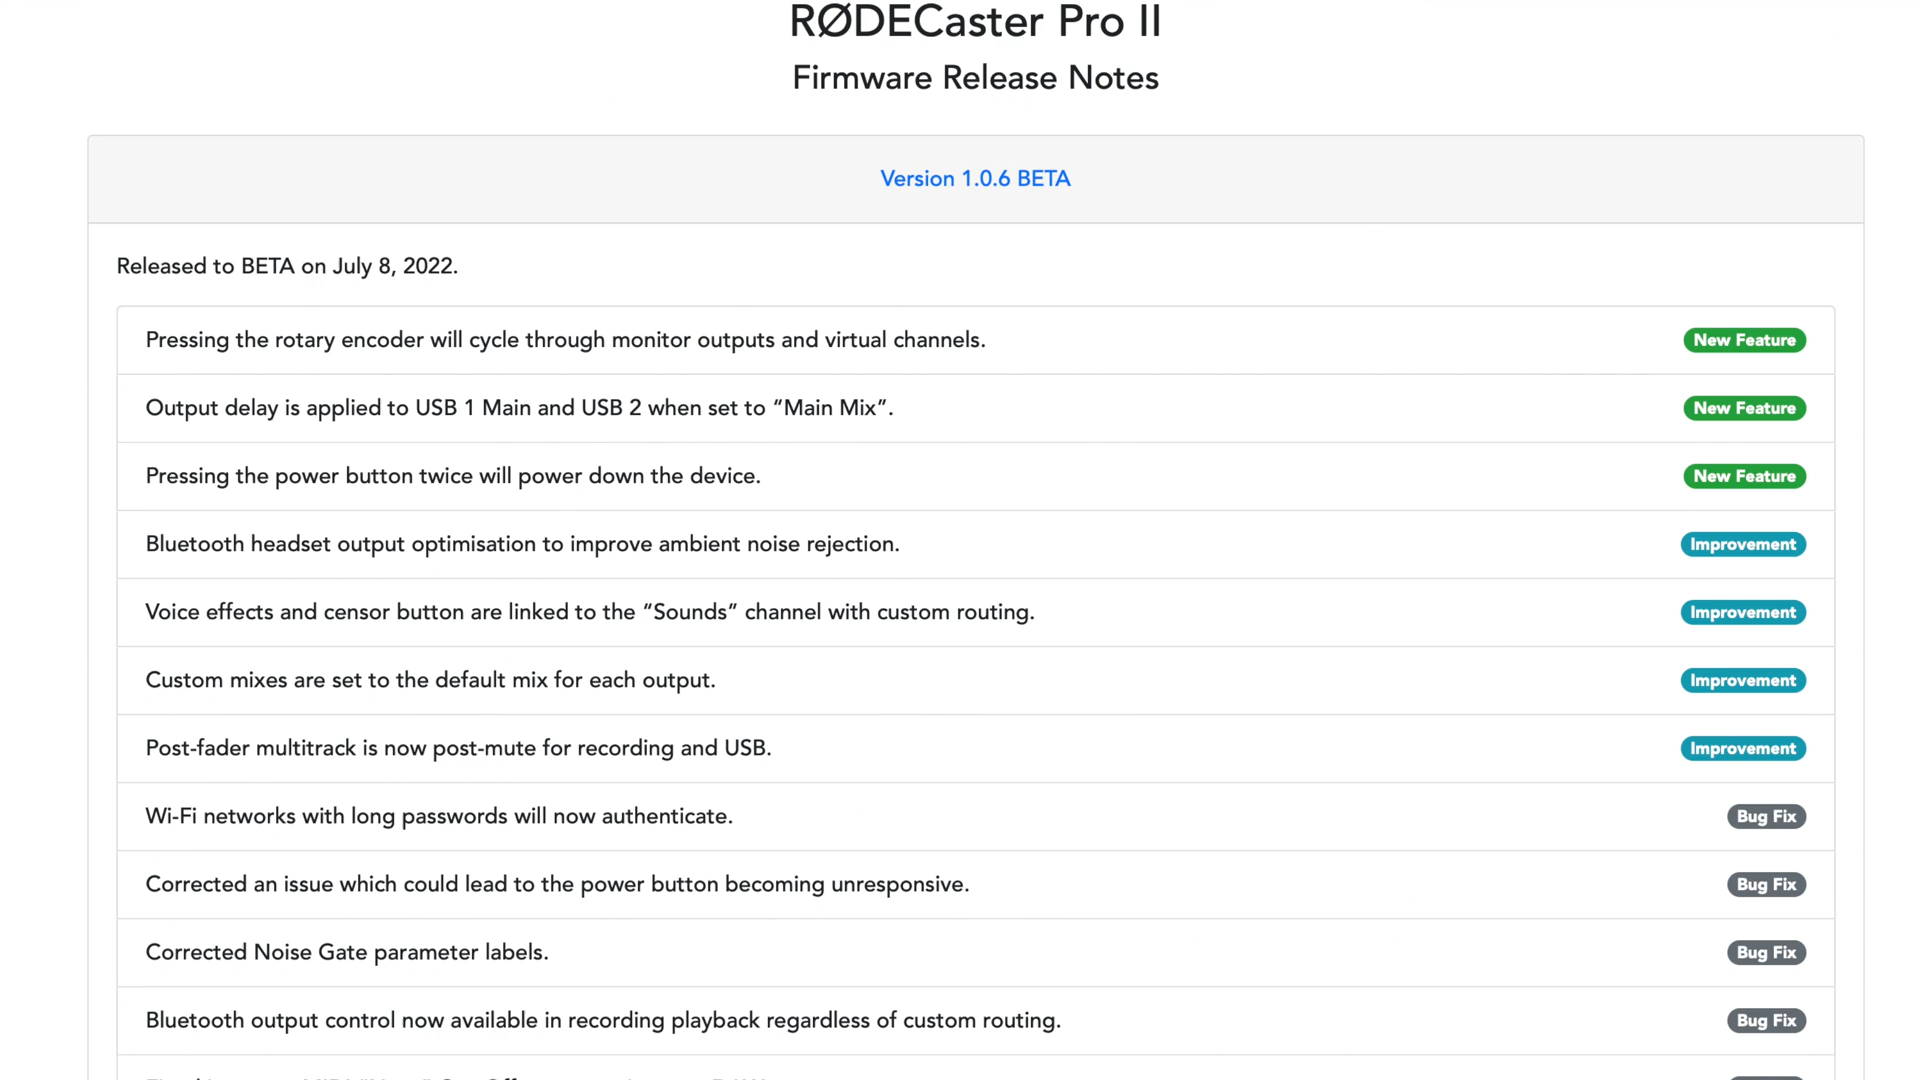 RØDECaster Pro II
Firmware Release Notes
Version 1.0.6 BETA
Released to BETA on July 8, 2022.
Pressing the rotary encoder will cycle through monitor outputs and virtual channels. New Feature
Output delay is applied to USB 1 Main and USB 2 when set to “Main Mix”. New Feature
Pressing the power button twice will power down the device. New Feature
Bluetooth headset output optimisation to improve ambient noise rejection. Improvement
Voice effects and censor button are linked to the “Sounds” channel with custom routing. Improvement
Custom mixes are set to the default mix for each output. Improvement
Post-fader multitrack is now post-mute for recording and USB. Improvement
Wi-Fi networks with long passwords will now authenticate. Bug Fix
Corrected an issue which could lead to the power button becoming unresponsive. Bug Fix
Corrected Noise Gate parameter labels. Bug Fix
Bluetooth output control now available in recording playback regardless of custom routing. Bug Fix